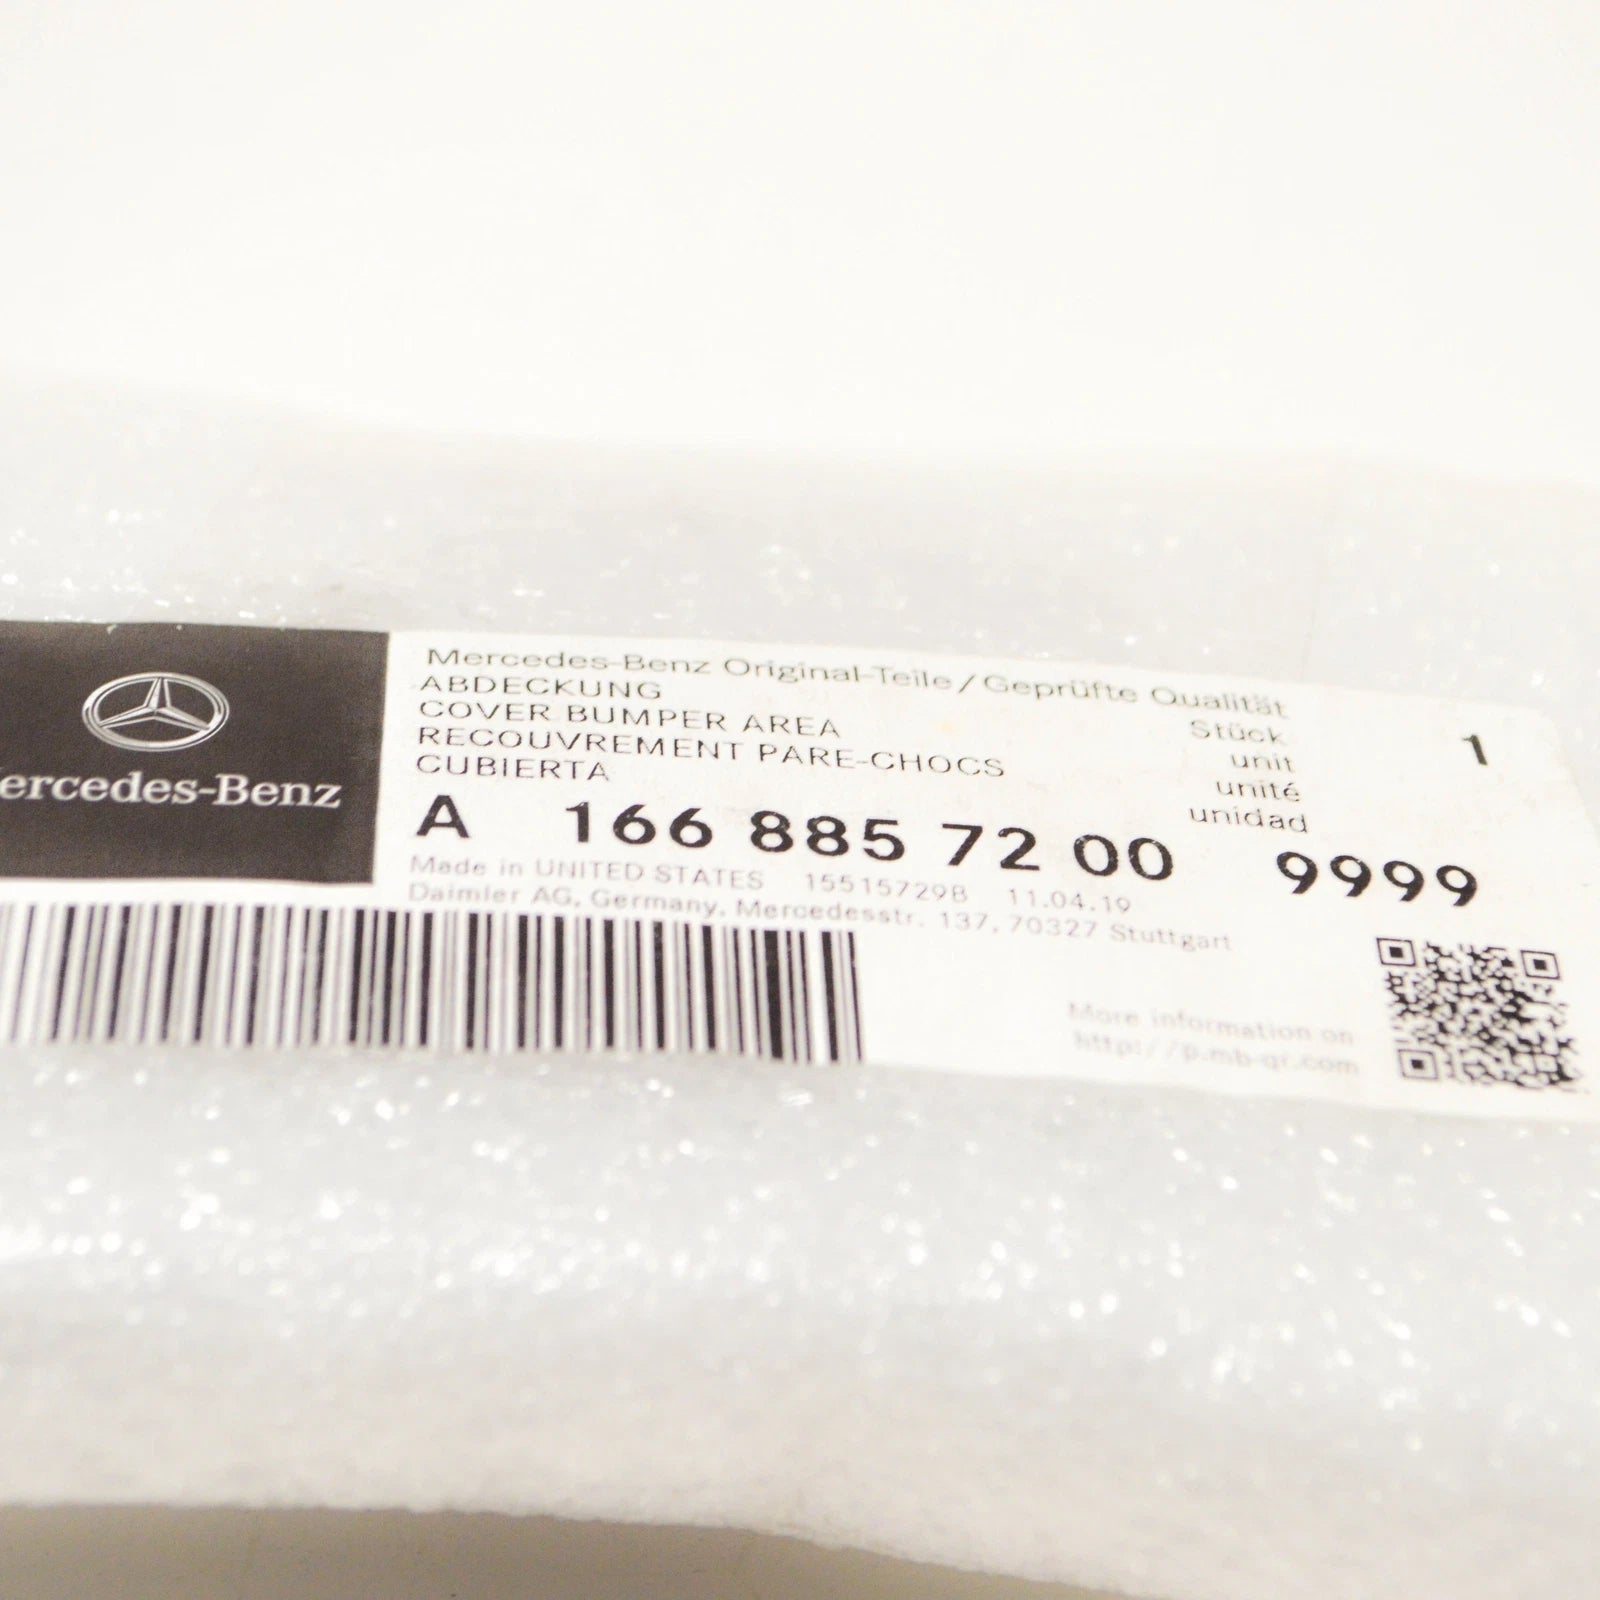 Mercedes-Benz
Mercedes-Benz Original-Teile / Geprüfte Qualität
ABDECKUNG
COVER BUMPER AREA
RECOUVREMENT PARE-CHOCS
CUBIERTA
Stück 1
unit
unité
unidad
A 166 885 72 00 9999
Made in UNITED STATES 155157298 11.04.19
Daimler AG, Germany, Mercedesstr. 137, 70327 Stuttgart
More information on
http://p.mb-qr.com